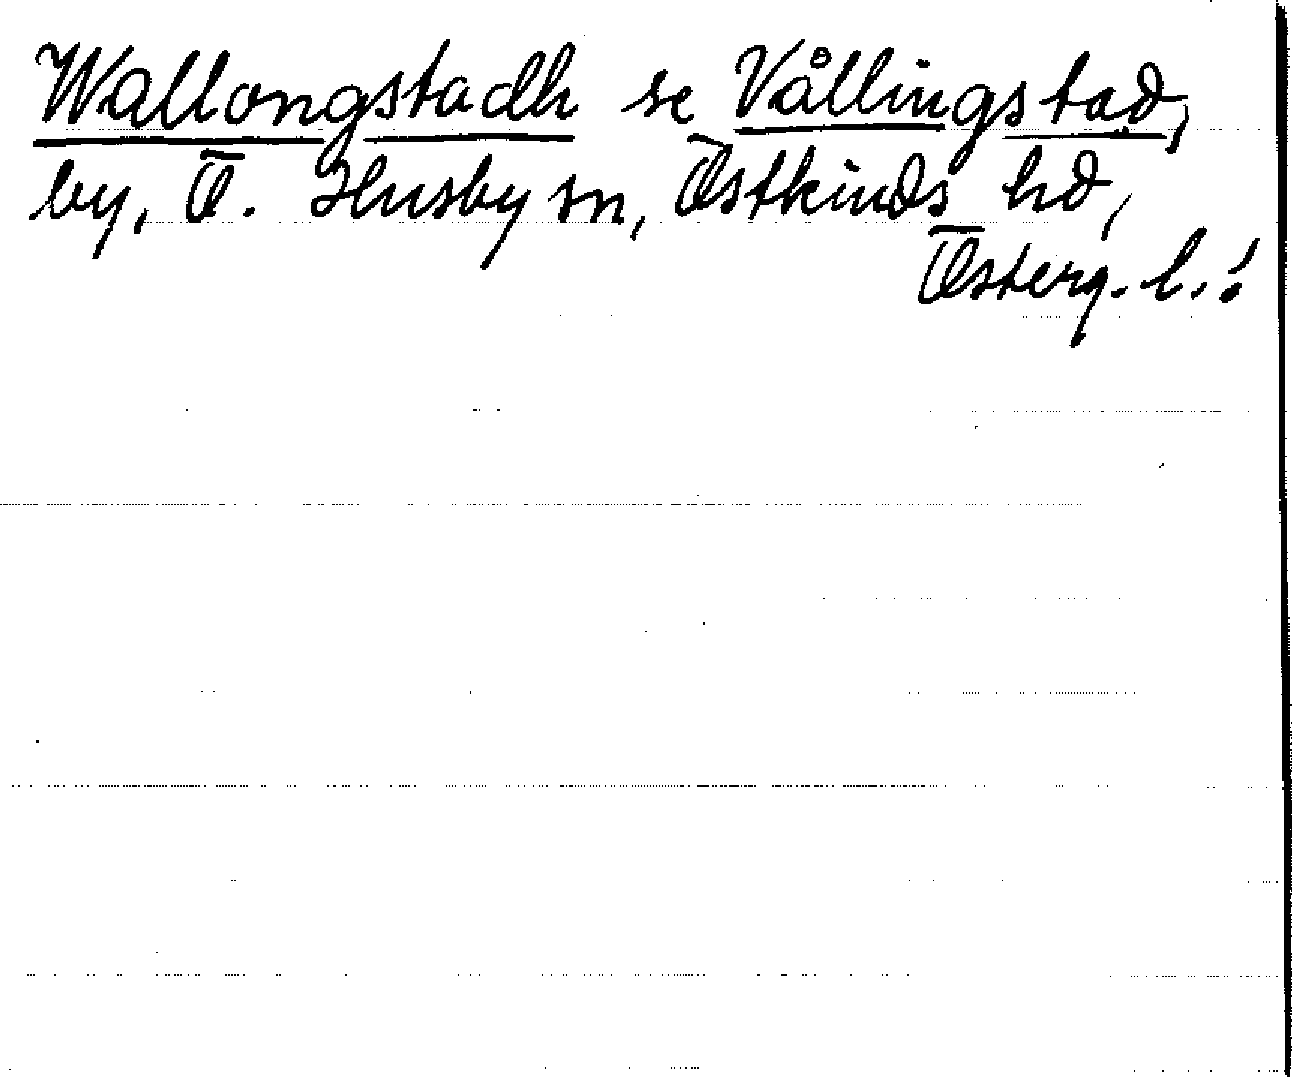 Wallongstadh se Vållingstad,
by, Ö. Husby sn, Östkinds hd,
Österg. l.!